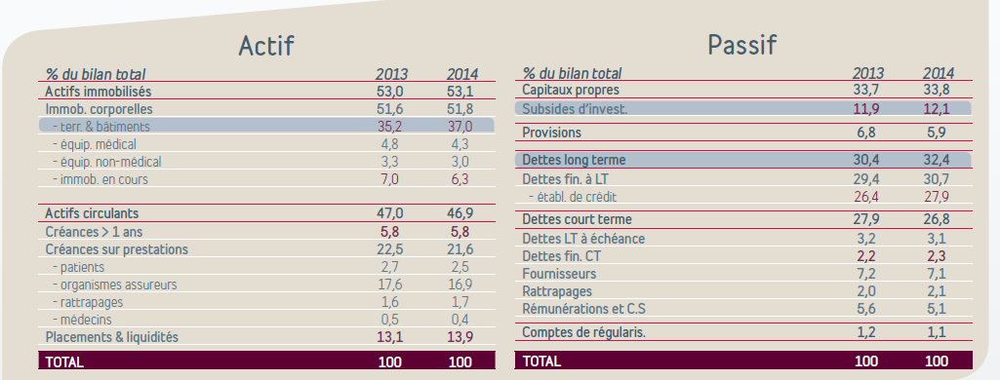 Actif
% du bilan total 2013 2014
Actifs immobilisés 53,0 53,1
Immob. corporelles 51,6 51,8
- terr. & bâtiments 35,2 37,0
- équip. médical 4,8 4,3
- équip. non-médical 3,3 3,0
- immob. en cours 7,0 6,3
Actifs circulants 47,0 46,9
Créances > 1 ans 5,8 5,8
Créances sur prestations 22,5 21,6
- patients 2,7 2,5
- organismes assureurs 17,6 16,9
- rattrapages 1,6 1,7
- médecins 0,5 0,4
Placements & liquidités 13,1 13,9
TOTAL 100 100
Passif
% du bilan total 2013 2014
Capitaux propres 33,7 33,8
Subsides d'invest. 11,9 12,1
Provisions 6,8 5,9
Dettes long terme 30,4 32,4
Dettes fin. à LT 29,4 30,7
- établ. de crédit 26,4 27,9
Dettes court terme 27,9 26,8
Dettes LT à échéance 3,2 3,1
Dettes fin. CT 2,2 2,3
Fournisseurs 7,2 7,1
Rattrapages 2,0 2,1
Rémunérations et C.S 5,6 5,1
Comptes de régularis. 1,2 1,1
TOTAL 100 100